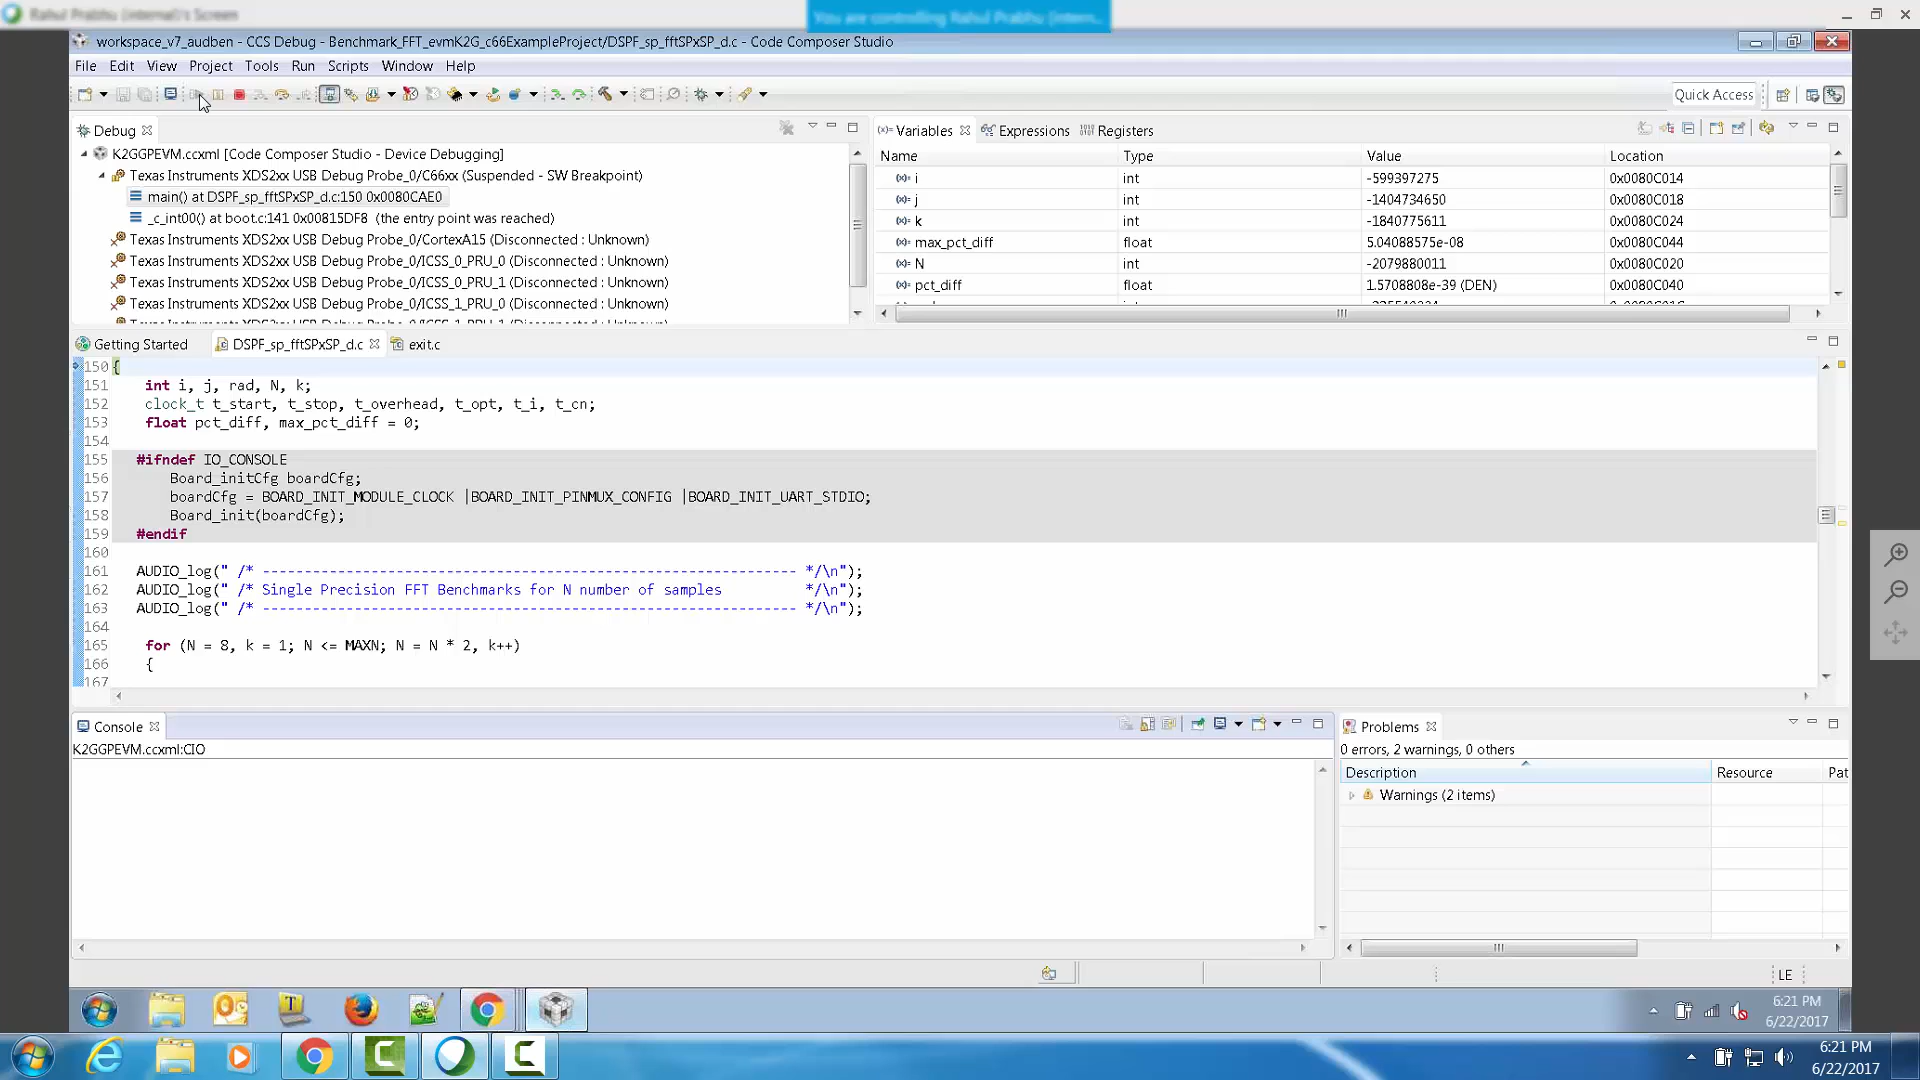 Rahul Prabhu (internal)'s Screen
You are controlling Rahul Prabhu (intern...
workspace_v7_audben - CCS Debug - Benchmark_FFT_evmK2G_c66ExampleProject/DSPF_sp_fftSPxSP_d.c - Code Composer Studio
File Edit View Project Tools Run Scripts Window Help
Quick Access
Debug
K2GGPEVM.ccxml [Code Composer Studio - Device Debugging]
Texas Instruments XDS2xx USB Debug Probe_0/C66xx (Suspended - SW Breakpoint)
main() at DSPF_sp_fftSPxSP_d.c:150 0x0080CAE0
_c_int00() at boot.c:141 0x00815DF8 (the entry point was reached)
Texas Instruments XDS2xx USB Debug Probe_0/CortexA15 (Disconnected : Unknown)
Texas Instruments XDS2xx USB Debug Probe_0/ICSS_0_PRU_0 (Disconnected : Unknown)
Texas Instruments XDS2xx USB Debug Probe_0/ICSS_0_PRU_1 (Disconnected : Unknown)
Texas Instruments XDS2xx USB Debug Probe_0/ICSS_1_PRU_0 (Disconnected : Unknown)
Variables Expressions Registers
Name Type Value Location
i int -599397275 0x0080C014
j int -1404734650 0x0080C018
k int -1840775611 0x0080C024
max_pct_diff float 5.04088575e-08 0x0080C044
N int -2079880011 0x0080C020
pct_diff float 1.5708808e-39 (DEN) 0x0080C040
Getting Started DSPF_sp_fftSPxSP_d.c exit.c
150 {
151 int i, j, rad, N, k;
152 clock_t t_start, t_stop, t_overhead, t_opt, t_i, t_cn;
153 float pct_diff, max_pct_diff = 0;
154
155 #ifndef IO_CONSOLE
156 Board_initCfg boardCfg;
157 boardCfg = BOARD_INIT_MODULE_CLOCK |BOARD_INIT_PINMUX_CONFIG |BOARD_INIT_UART_STDIO;
158 Board_init(boardCfg);
159 #endif
160
161 AUDIO_log(" /* ---------------------------------------------------------------- */\n");
162 AUDIO_log(" /* Single Precision FFT Benchmarks for N number of samples */\n");
163 AUDIO_log(" /* ---------------------------------------------------------------- */\n");
164
165 for (N = 8, k = 1; N <= MAXN; N = N * 2, k++)
166 {
167
Console
K2GGPEVM.ccxml:CIO
Problems
0 errors, 2 warnings, 0 others
Description Resource Pat
Warnings (2 items)
LE
6:21 PM
6/22/2017
6:21 PM
6/22/2017